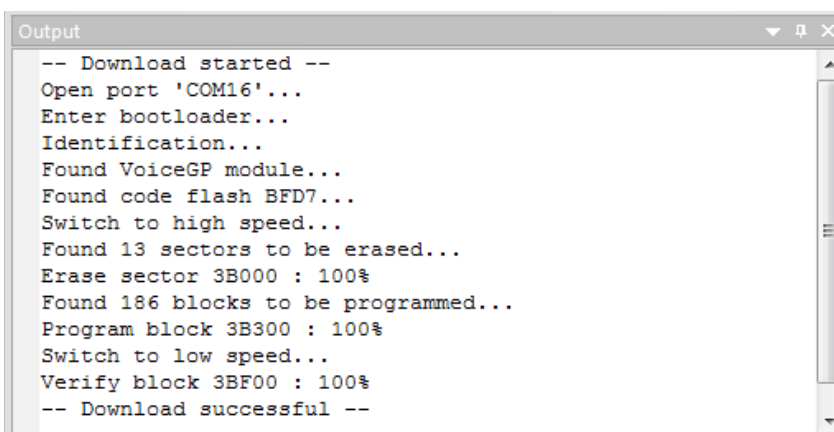 Output
-- Download started --
Open port 'COM16'...
Enter bootloader...
Identification...
Found VoiceGP module...
Found code flash BFD7...
Switch to high speed...
Found 13 sectors to be erased...
Erase sector 3B000 : 100%
Found 186 blocks to be programmed...
Program block 3B300 : 100%
Switch to low speed...
Verify block 3BF00 : 100%
-- Download successful --